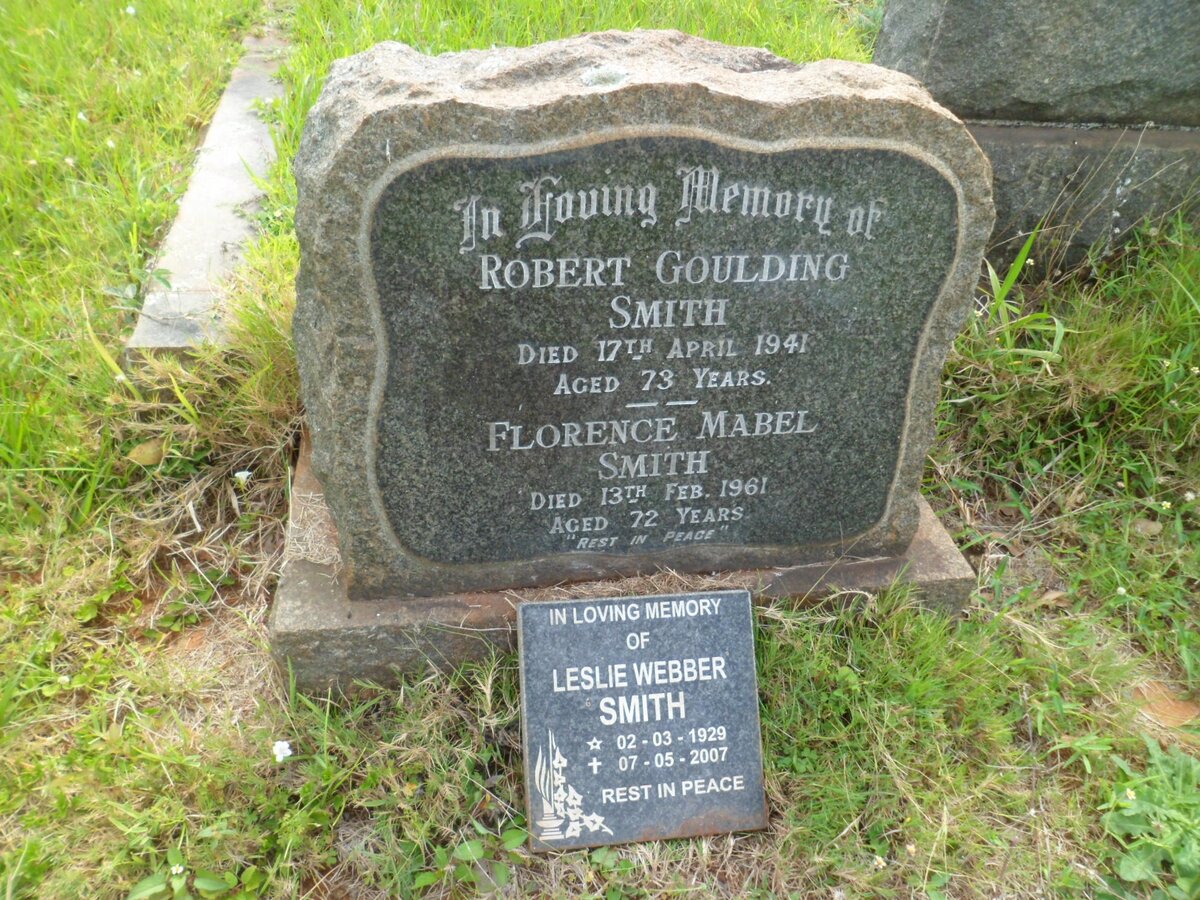 In Loving Memory of
ROBERT GOULDING
SMITH
DIED 17TH APRIL 1941
AGED 73 YEARS.
FLORENCE MABEL
SMITH
DIED 13TH FEB. 1961
AGED 72 YEARS
"REST IN PEACE"
IN LOVING MEMORY
OF
LESLIE WEBBER
SMITH
☆ 02 - 03 - 1929
✝ 07 - 05 - 2007
REST IN PEACE